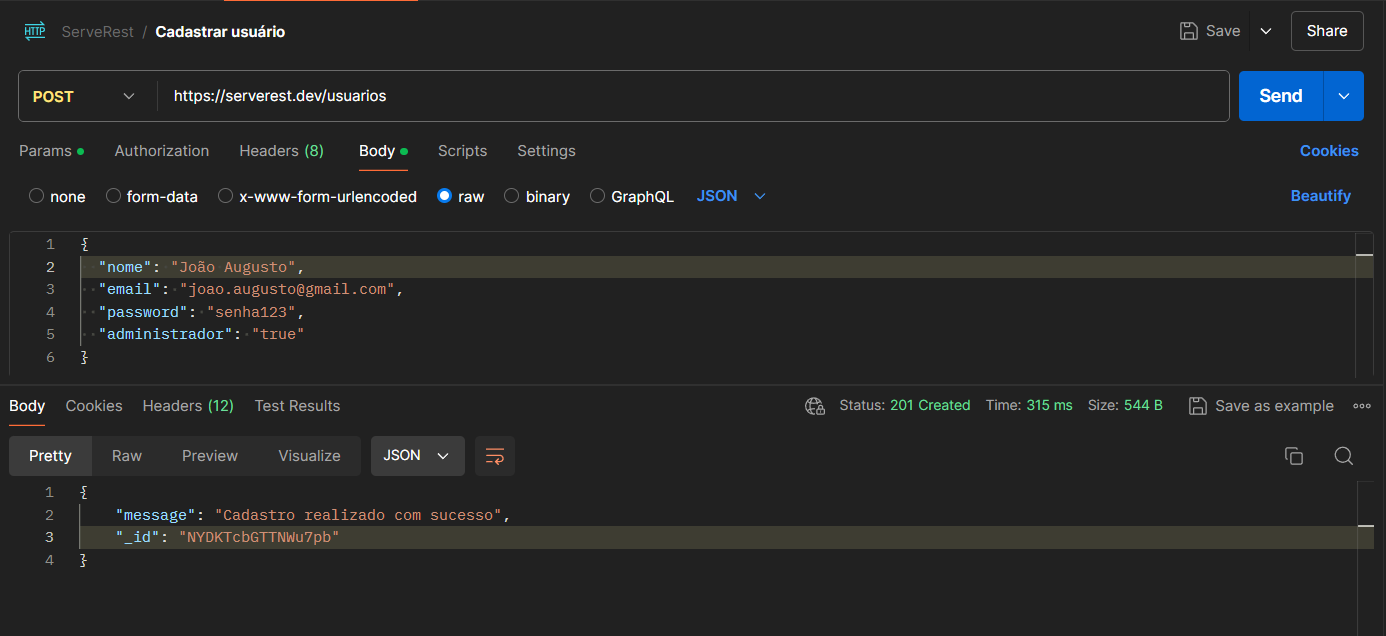 HTTP ServeRest / Cadastrar usuário Save Share
POST https://serverest.dev/usuarios Send
Params Authorization Headers (8) Body Scripts Settings Cookies
none form-data x-www-form-urlencoded raw binary GraphQL JSON Beautify
1 {
2 "nome": "João Augusto",
3 "email": "joao.augusto@gmail.com",
4 "password": "senha123",
5 "administrador": "true"
6 }
Body Cookies Headers (12) Test Results Status: 201 Created Time: 315 ms Size: 544 B Save as example
Pretty Raw Preview Visualize JSON
1 {
2 "message": "Cadastro realizado com sucesso",
3 "_id": "NYDKTcbGTTNWu7pb"
4 }